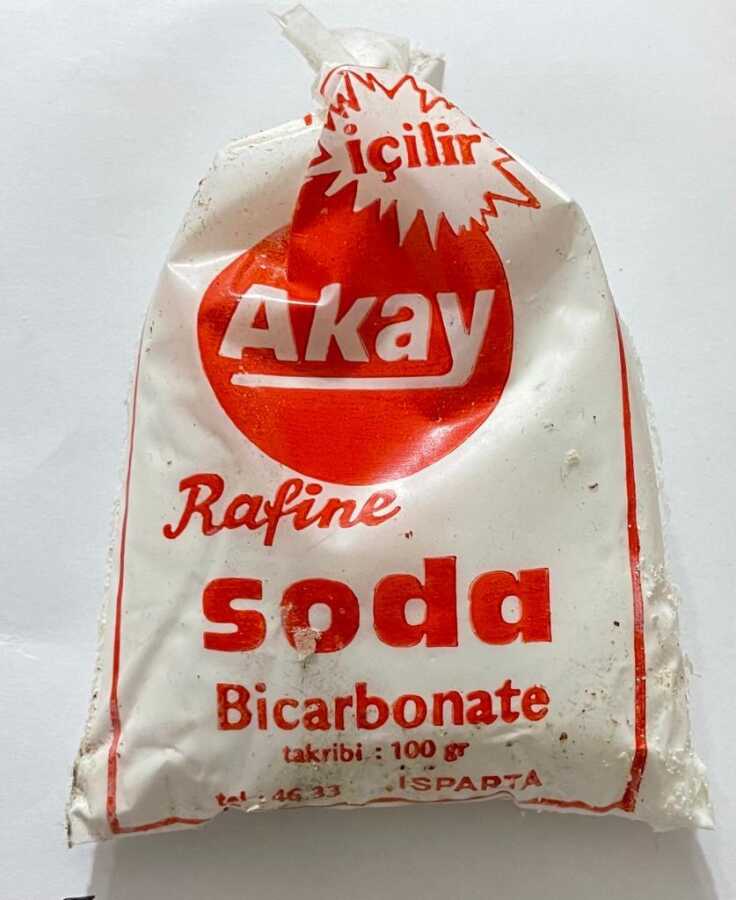 içilir
Akay
Rafine
soda
Bicarbonate
takribi : 100 gr
tel : 46 33 ISPARTA